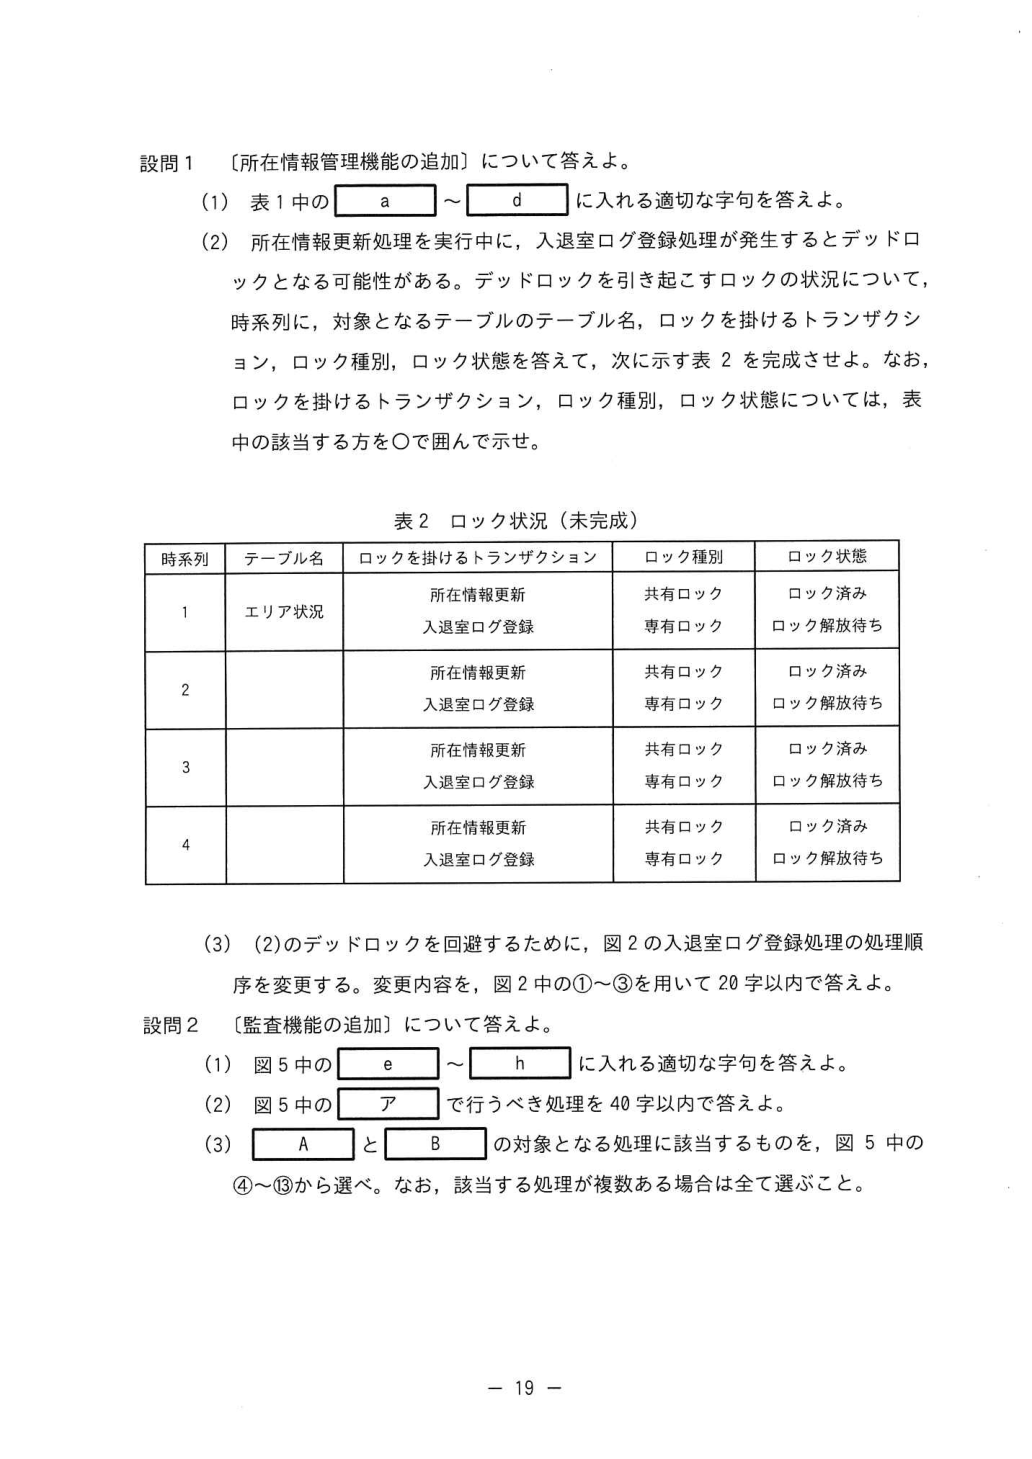 設問1 〔所在情報管理機能の追加〕について答えよ。
(1) 表1中の a ～ d に入れる適切な字句を答えよ。
(2) 所在情報更新処理を実行中に，入退室ログ登録処理が発生するとデッドロ
ックとなる可能性がある。デッドロックを引き起こすロックの状況について，
時系列に，対象となるテーブルのテーブル名，ロックを掛けるトランザクシ
ョン，ロック種別，ロック状態を答えて，次に示す表 2 を完成させよ。なお，
ロックを掛けるトランザクション，ロック種別，ロック状態については，表
中の該当する方を〇で囲んで示せ。
表2 ロック状況（未完成）
時系列 テーブル名 ロックを掛けるトランザクション ロック種別 ロック状態
所在情報更新 共有ロック ロック済み
1 エリア状況
入退室ログ登録 専有ロック ロック解放待ち
所在情報更新 共有ロック ロック済み
2
入退室ログ登録 専有ロック ロック解放待ち
所在情報更新 共有ロック ロック済み
3
入退室ログ登録 専有ロック ロック解放待ち
所在情報更新 共有ロック ロック済み
4
入退室ログ登録 専有ロック ロック解放待ち
(3) (2)のデッドロックを回避するために，図2の入退室ログ登録処理の処理順
序を変更する。変更内容を，図2中の①～③を用いて20字以内で答えよ。
設問2 〔監査機能の追加〕について答えよ。
(1) 図5中の e ～ h に入れる適切な字句を答えよ。
(2) 図5中の ア で行うべき処理を40字以内で答えよ。
(3) A と B の対象となる処理に該当するものを，図 5 中の
④～⑬から選べ。なお，該当する処理が複数ある場合は全て選ぶこと。
－ 19 －